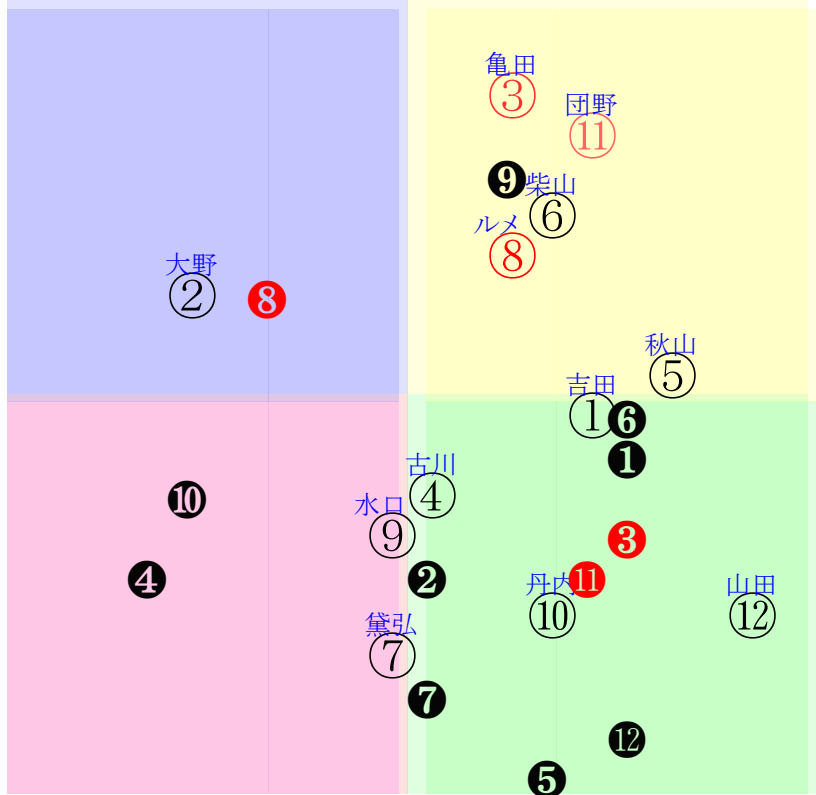 亀田
③
団野
⑪
❾
柴山
⑥
ルメ
⑧
大野
②
❽
秋山
⑤
吉田
①
❻
❶
古川
④
❿
水口
⑨
❸
❹
❷
丹内
⓫
⑩
山田
⑫
黛弘
⑦
❼
⓬
❺